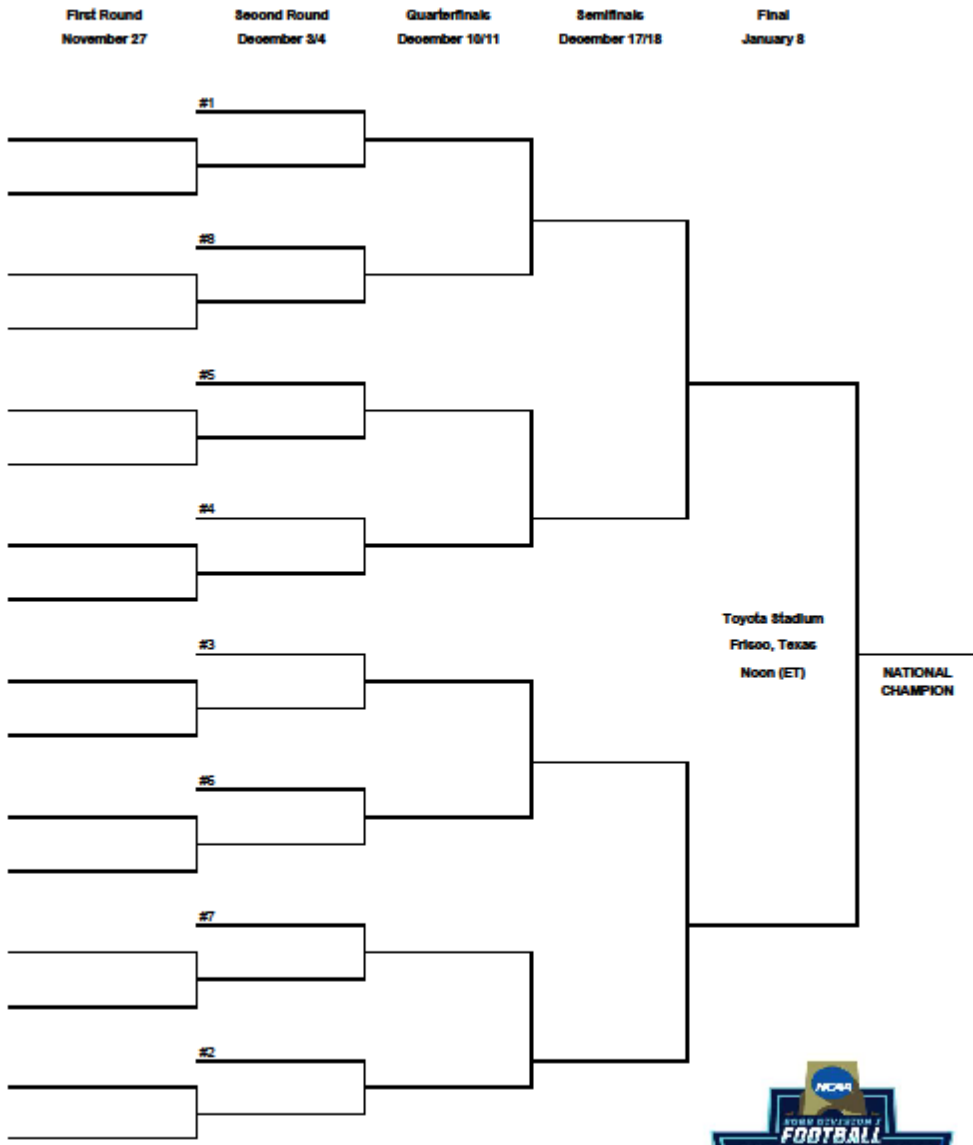 First Round
Second Round
Quarterfinals
Semifinals
Final
November 27
December 3/4
December 10/11
December 17/18
January 8
#1
#8
#5
#4
Toyota Stadium
Frisco, Texas
Noon (ET)
#3
NATIONAL
CHAMPION
#6
#7
#2
NCAA
DIVISION I
FOOTBALL